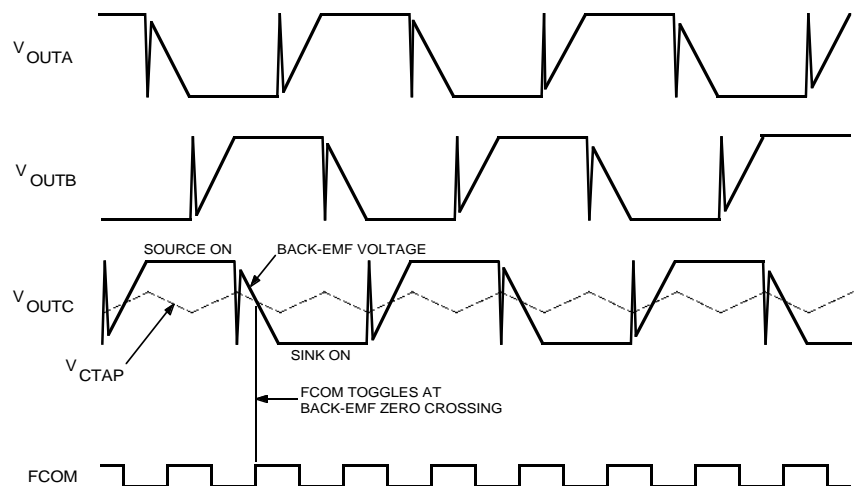 V OUTA
V OUTB
SOURCE ON
BACK-EMF VOLTAGE
V OUTC
SINK ON
V CTAP
FCOM TOGGLES AT
BACK-EMF ZERO CROSSING
FCOM